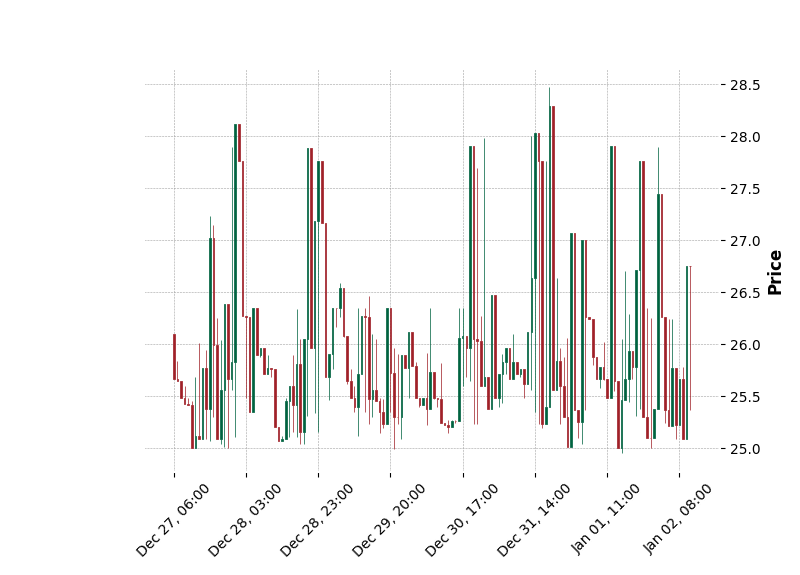 28.5
28.0
27.5
27.0
26.5
26.0
25.5
25.0
Price
Dec 27, 06:00
Dec 28, 03:00
Dec 28, 23:00
Dec 29, 20:00
Dec 30, 17:00
Dec 31, 14:00
Jan 01, 11:00
Jan 02, 08:00